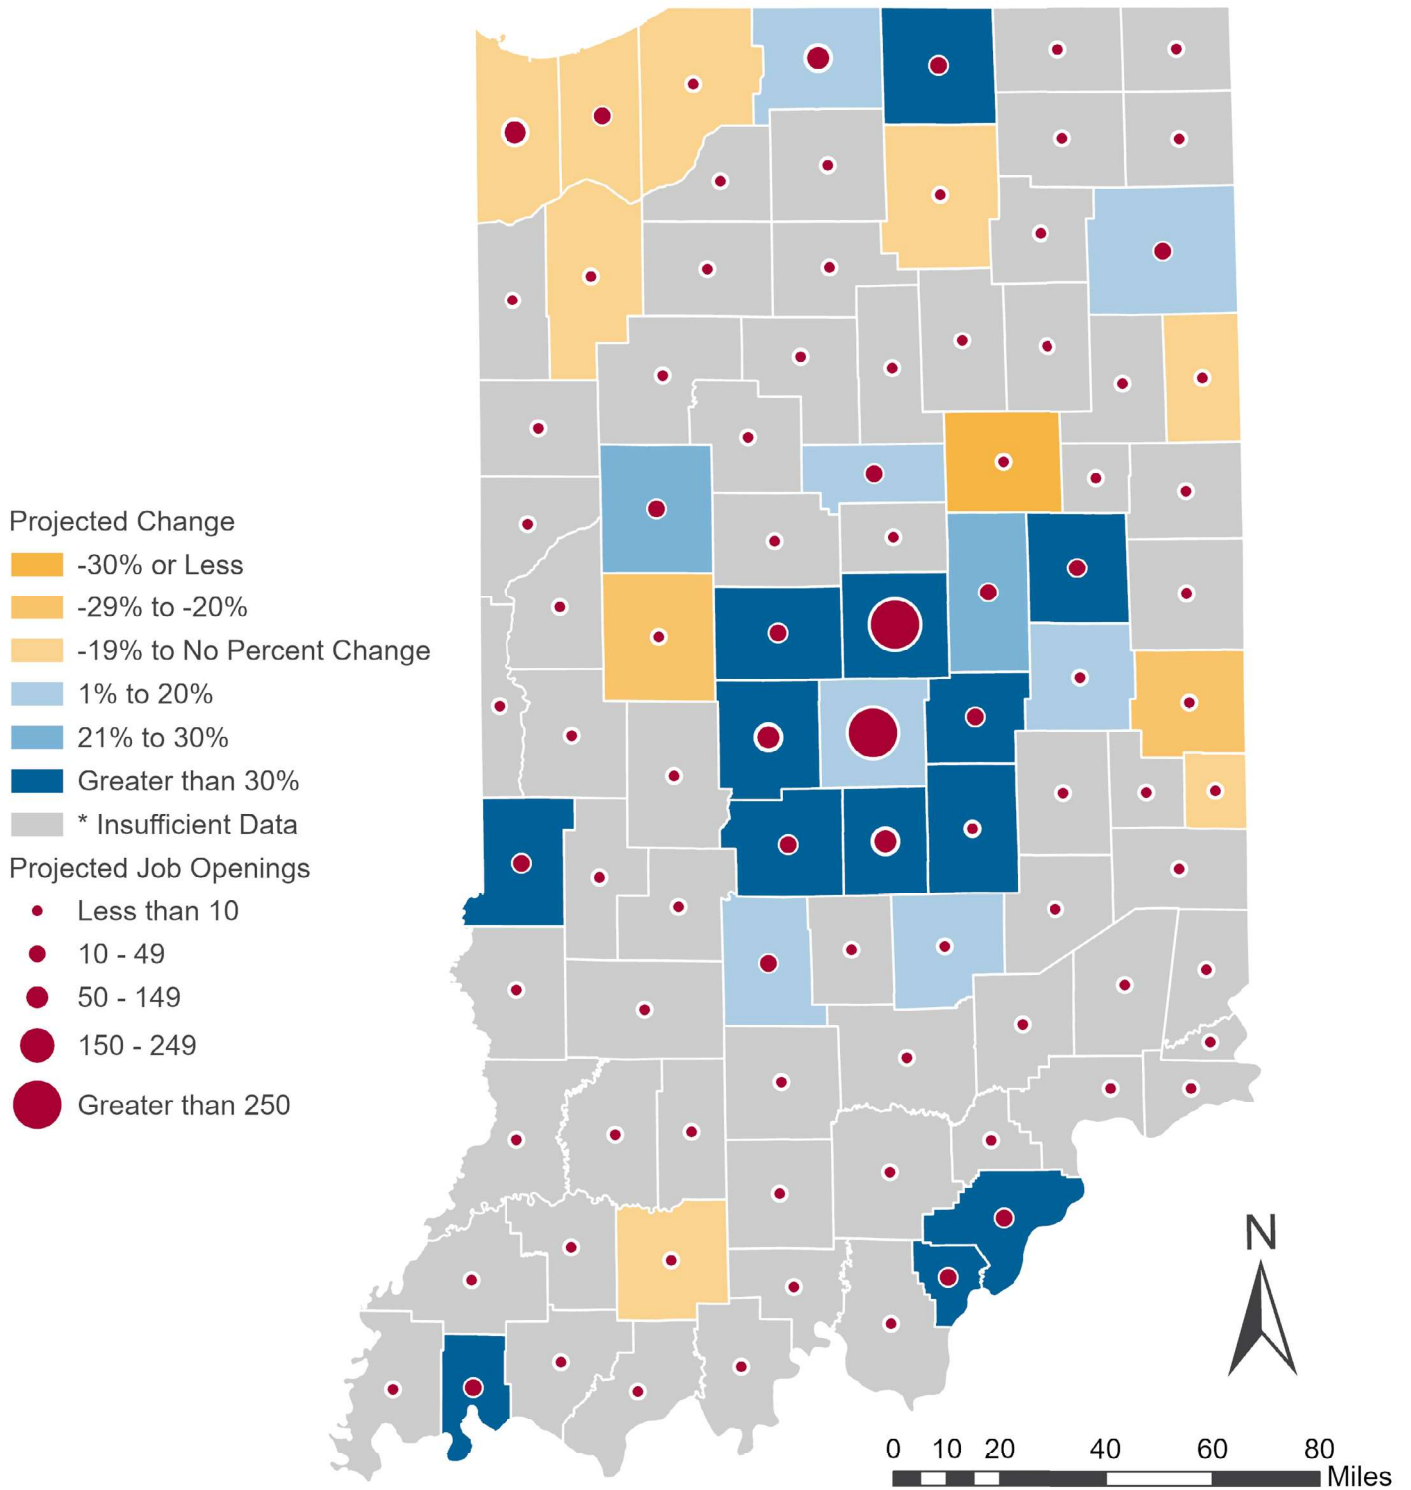 Projected Change
-30% or Less
-29% to -20%
-19% to No Percent Change
1% to 20%
21% to 30%
Greater than 30%
* Insufficient Data
Projected Job Openings
Less than 10
10 - 49
50 - 149
150 - 249
Greater than 250
N
0 10 20 40 60 80
Miles